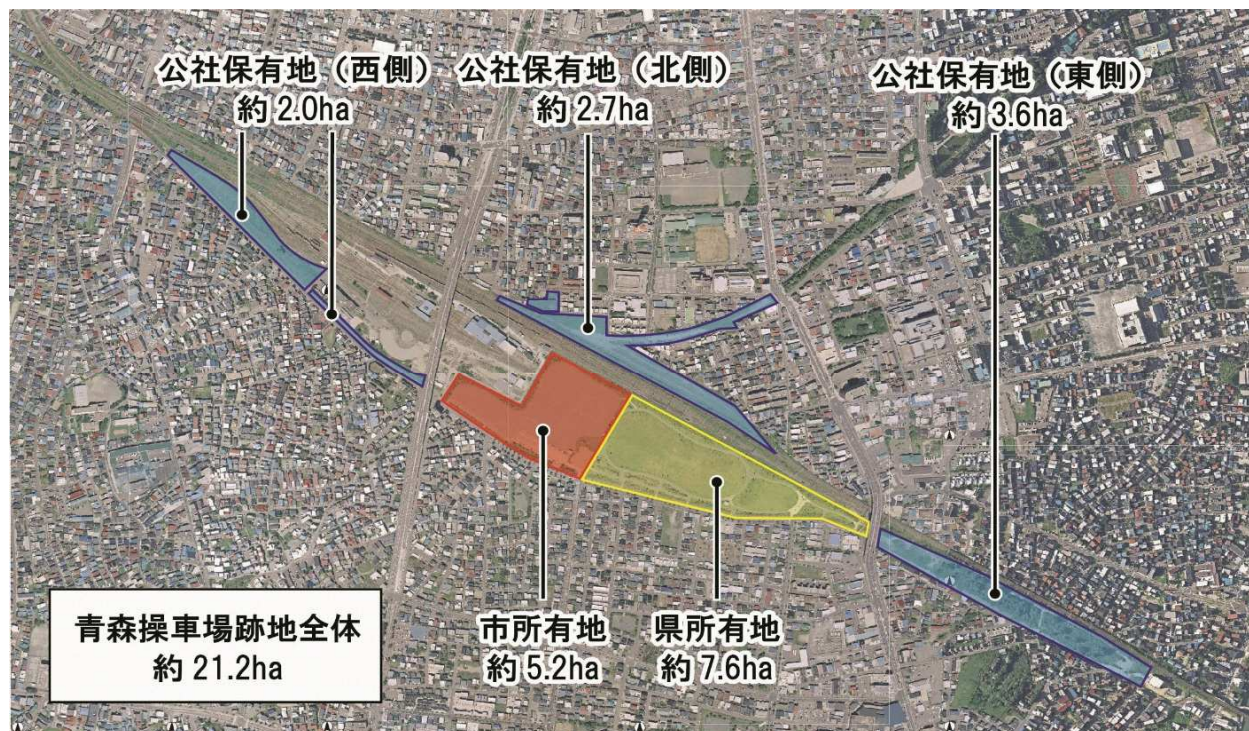 公社保有地（西側）
約2.0ha
公社保有地（北側）
約2.7ha
公社保有地（東側）
約3.6ha
市所有地
約5.2ha
県所有地
約7.6ha
青森操車場跡地全体
約21.2ha